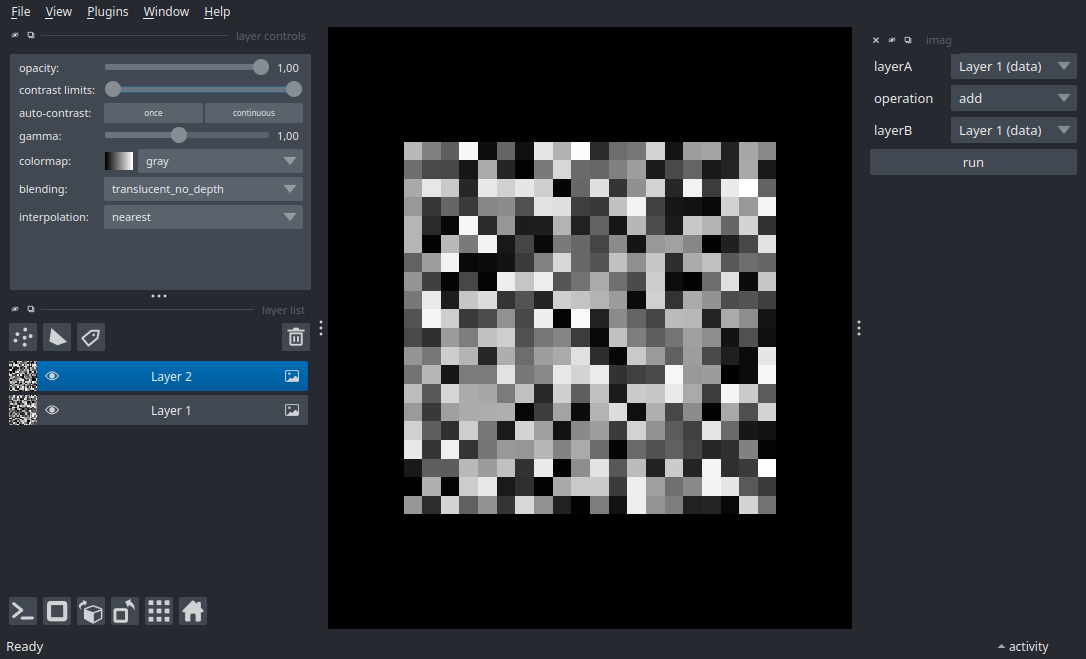 File View Plugins Window Help
layer controls
opacity: 1,00
contrast limits:
auto-contrast: once continuous
gamma: 1,00
colormap: gray
blending: translucent_no_depth
interpolation: nearest
layer list
Layer 2
Layer 1
imag
layerA Layer 1 (data)
operation add
layerB Layer 1 (data)
run
Ready
activity